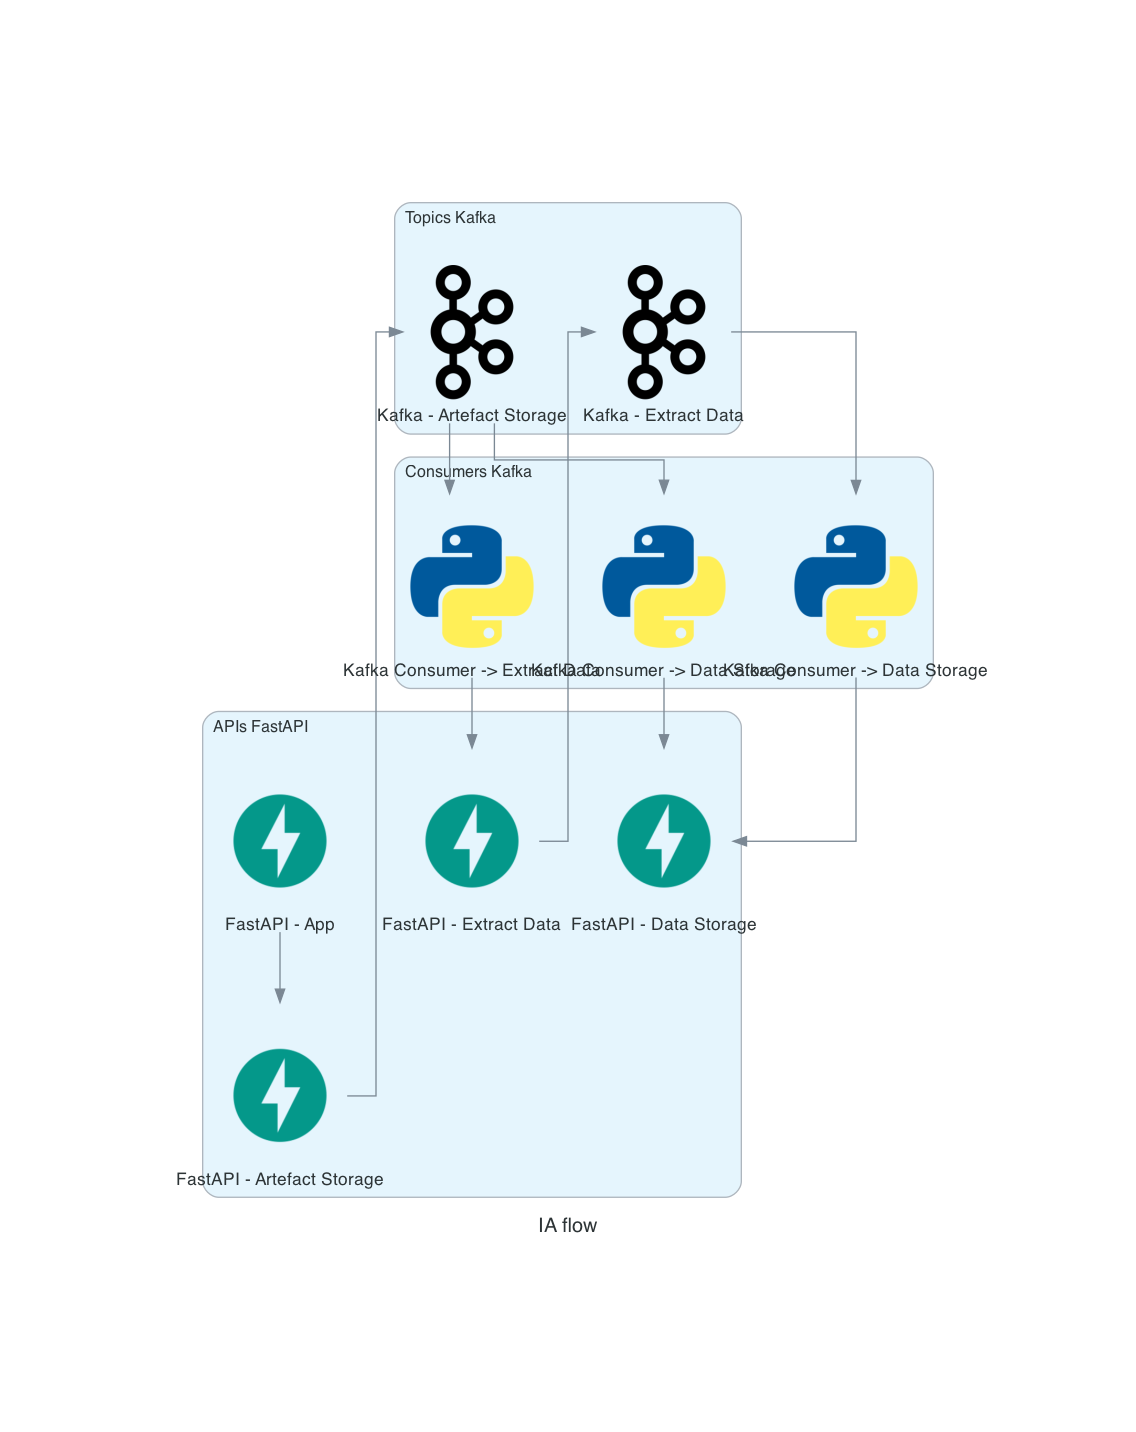 Topics Kafka
Kafka - Artefact Storage
Kafka - Extract Data
Consumers Kafka
Kafka Consumer -> Extract Data
Kafka Consumer -> Data Storage
Kafka Consumer -> Data Storage
APIs FastAPI
FastAPI - App
FastAPI - Extract Data
FastAPI - Data Storage
FastAPI - Artefact Storage
IA flow